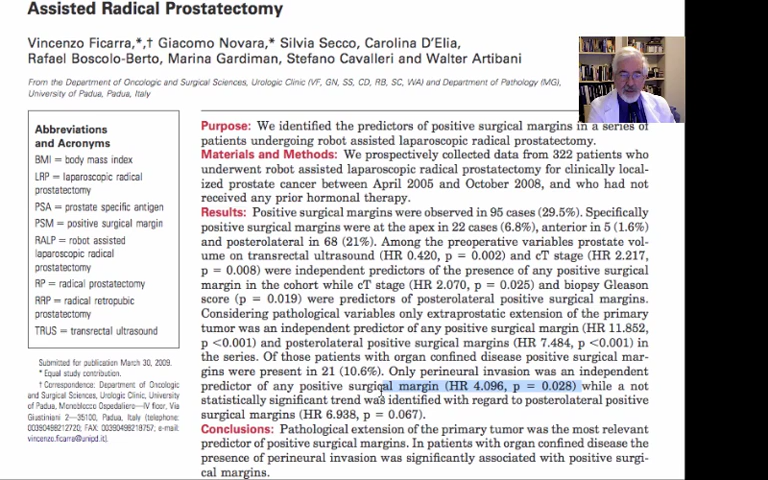 Assisted Radical Prostatectomy
Vincenzo Ficarra,*,† Giacomo Novara,* Silvia Secco, Carolina D'Elia,
Rafael Boscolo-Berto, Marina Gardiman, Stefano Cavalleri and Walter Artibani
From the Department of Oncologic and Surgical Sciences, Urologic Clinic (VF, GN, SS, CD, RB, SC, WA) and Department of Pathology (MG),
University of Padua, Padua, Italy
Abbreviations
and Acronyms
BMI = body mass index
LRP = laparoscopic radical
prostatectomy
PSA = prostate specific antigen
PSM = positive surgical margin
RALP = robot assisted
laparoscopic radical
prostatectomy
RP = radical prostatectomy
RRP = radical retropubic
prostatectomy
TRUS = transrectal ultrasound
Submitted for publication March 30, 2009.
* Equal study contribution.
† Correspondence: Department of Oncologic
and Surgical Sciences, Urologic Clinic, University
of Padua, Monoblocco Ospedaliero—IV floor, Via
Giustiniani 2—35100, Padua, Italy (telephone:
00390498212720; FAX: 00390498218757; e-mail:
vincenzo.ficarra@unipd.it).
Purpose: We identified the predictors of positive surgical margins in a series of
patients undergoing robot assisted laparoscopic radical prostatectomy.
Materials and Methods: We prospectively collected data from 322 patients who
underwent robot assisted laparoscopic radical prostatectomy for clinically local-
ized prostate cancer between April 2005 and October 2008, and who had not
received any prior hormonal therapy.
Results: Positive surgical margins were observed in 95 cases (29.5%). Specifically
positive surgical margins were at the apex in 22 cases (6.8%), anterior in 5 (1.6%)
and posterolateral in 68 (21%). Among the preoperative variables prostate vol-
ume on transrectal ultrasound (HR 0.420, p = 0.002) and cT stage (HR 2.217,
p = 0.008) were independent predictors of the presence of any positive surgical
margin in the cohort while cT stage (HR 2.070, p = 0.025) and biopsy Gleason
score (p = 0.019) were predictors of posterolateral positive surgical margins.
Considering pathological variables only extraprostatic extension of the primary
tumor was an independent predictor of any positive surgical margin (HR 11.852,
p <0.001) and posterolateral positive surgical margins (HR 7.484, p <0.001) in
the series. Of those patients with organ confined disease positive surgical mar-
gins were present in 21 (10.6%). Only perineural invasion was an independent
predictor of any positive surgical margin (HR 4.096, p = 0.028) while a not
statistically significant trend was identified with regard to posterolateral positive
surgical margins (HR 6.938, p = 0.067).
Conclusions: Pathological extension of the primary tumor was the most relevant
predictor of positive surgical margins. In patients with organ confined disease the
presence of perineural invasion was significantly associated with positive surgi-
cal margins.